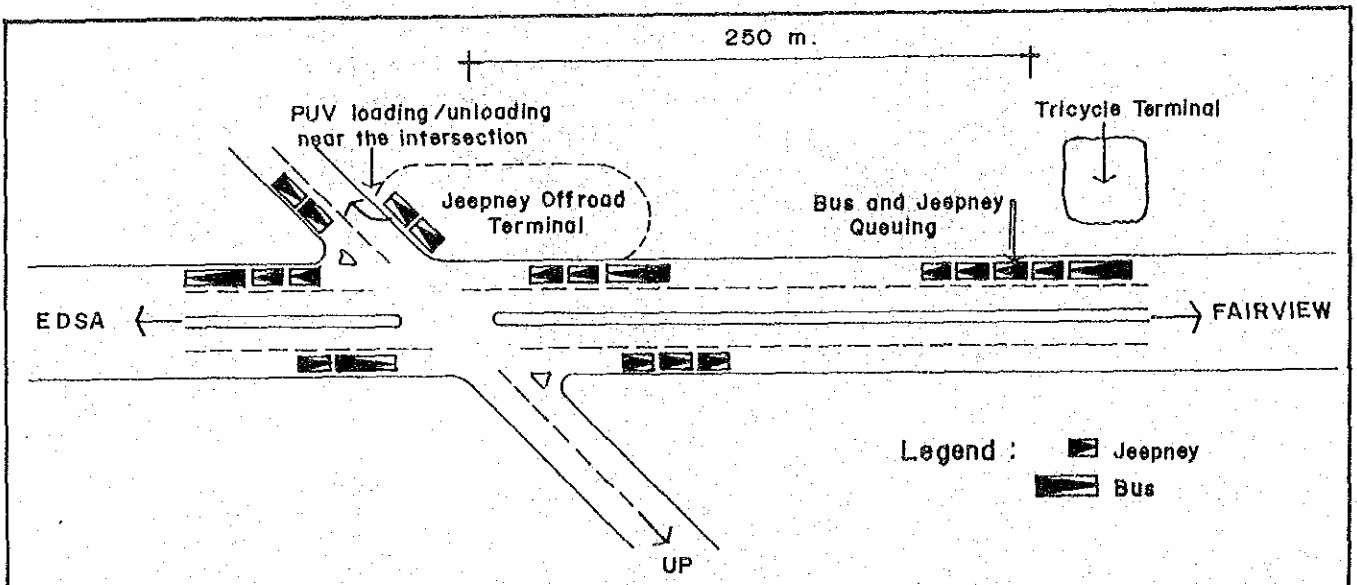 250 m.
PUV loading/unloading
near the intersection
Tricycle Terminal
Jeepney Offroad
Terminal
Bus and Jeepney
Queuing
EDSA
FAIRVIEW
Legend :
Jeepney
Bus
UP